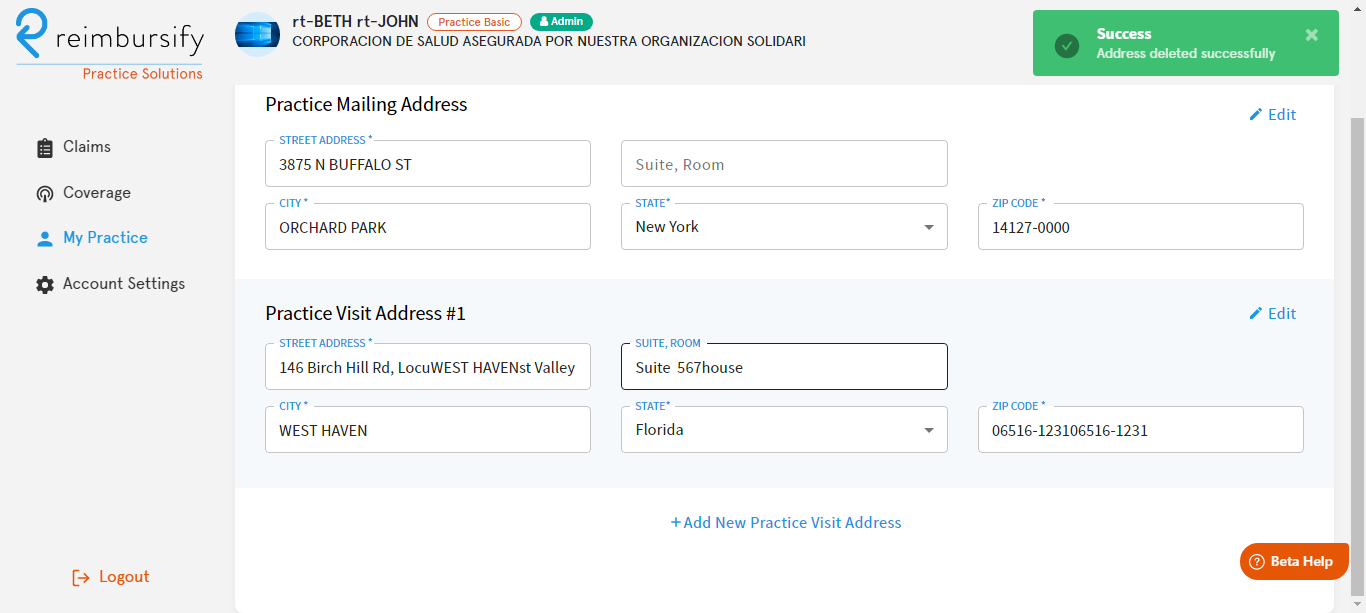 reimbursify
Practice Solutions
rt-BETH rt-JOHN Practice Basic Admin
CORPORACION DE SALUD ASEGURADA POR NUESTRA ORGANIZACION SOLIDARI
Success
Address deleted successfully
Claims
Coverage
My Practice
Account Settings
Logout
Practice Mailing Address
Edit
STREET ADDRESS *
3875 N BUFFALO ST
Suite, Room
CITY *
ORCHARD PARK
STATE*
New York
ZIP CODE *
14127-0000
Practice Visit Address #1
Edit
STREET ADDRESS *
146 Birch Hill Rd, LocuWEST HAVENst Valley
SUITE, ROOM
Suite 567house
CITY *
WEST HAVEN
STATE*
Florida
ZIP CODE *
06516-123106516-1231
+ Add New Practice Visit Address
? Beta Help